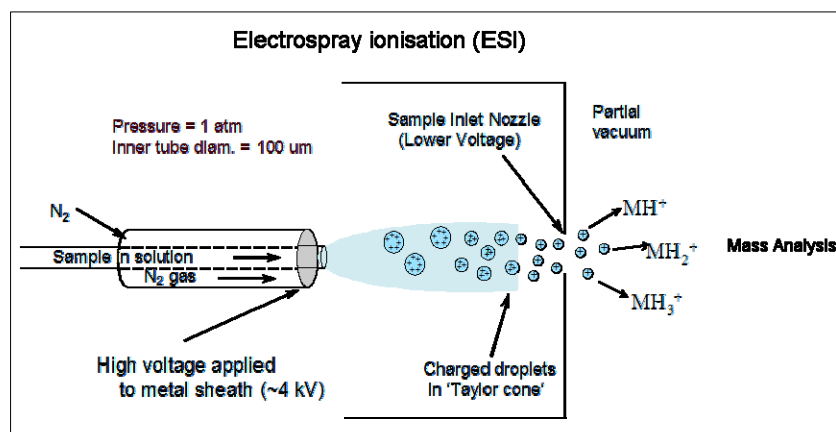 Electrospray ionisation (ESI)
Pressure = 1 atm
Inner tube diam. = 100 um
Sample Inlet Nozzle
(Lower Voltage)
Partial
vacuum
N2
Sample in solution
N2 gas
MH+
MH2+
MH3+
Mass Analysis
High voltage applied
to metal sheath (~4 kV)
Charged droplets
in 'Taylor cone'